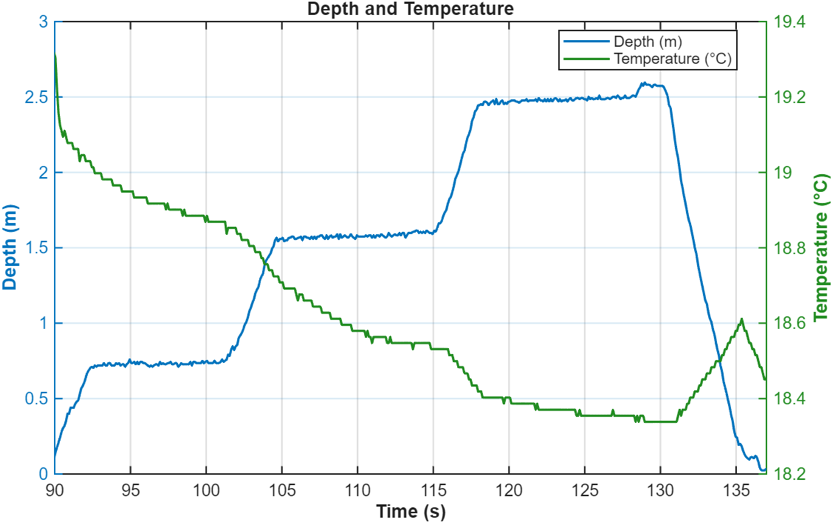 Depth and Temperature
3
2.5
2
1.5
1
0.5
0
Depth (m)
19.4
19.2
19
18.8
18.6
18.4
18.2
Temperature (°C)
Depth (m)
Temperature (°C)
90 95 100 105 110 115 120 125 130 135
Time (s)